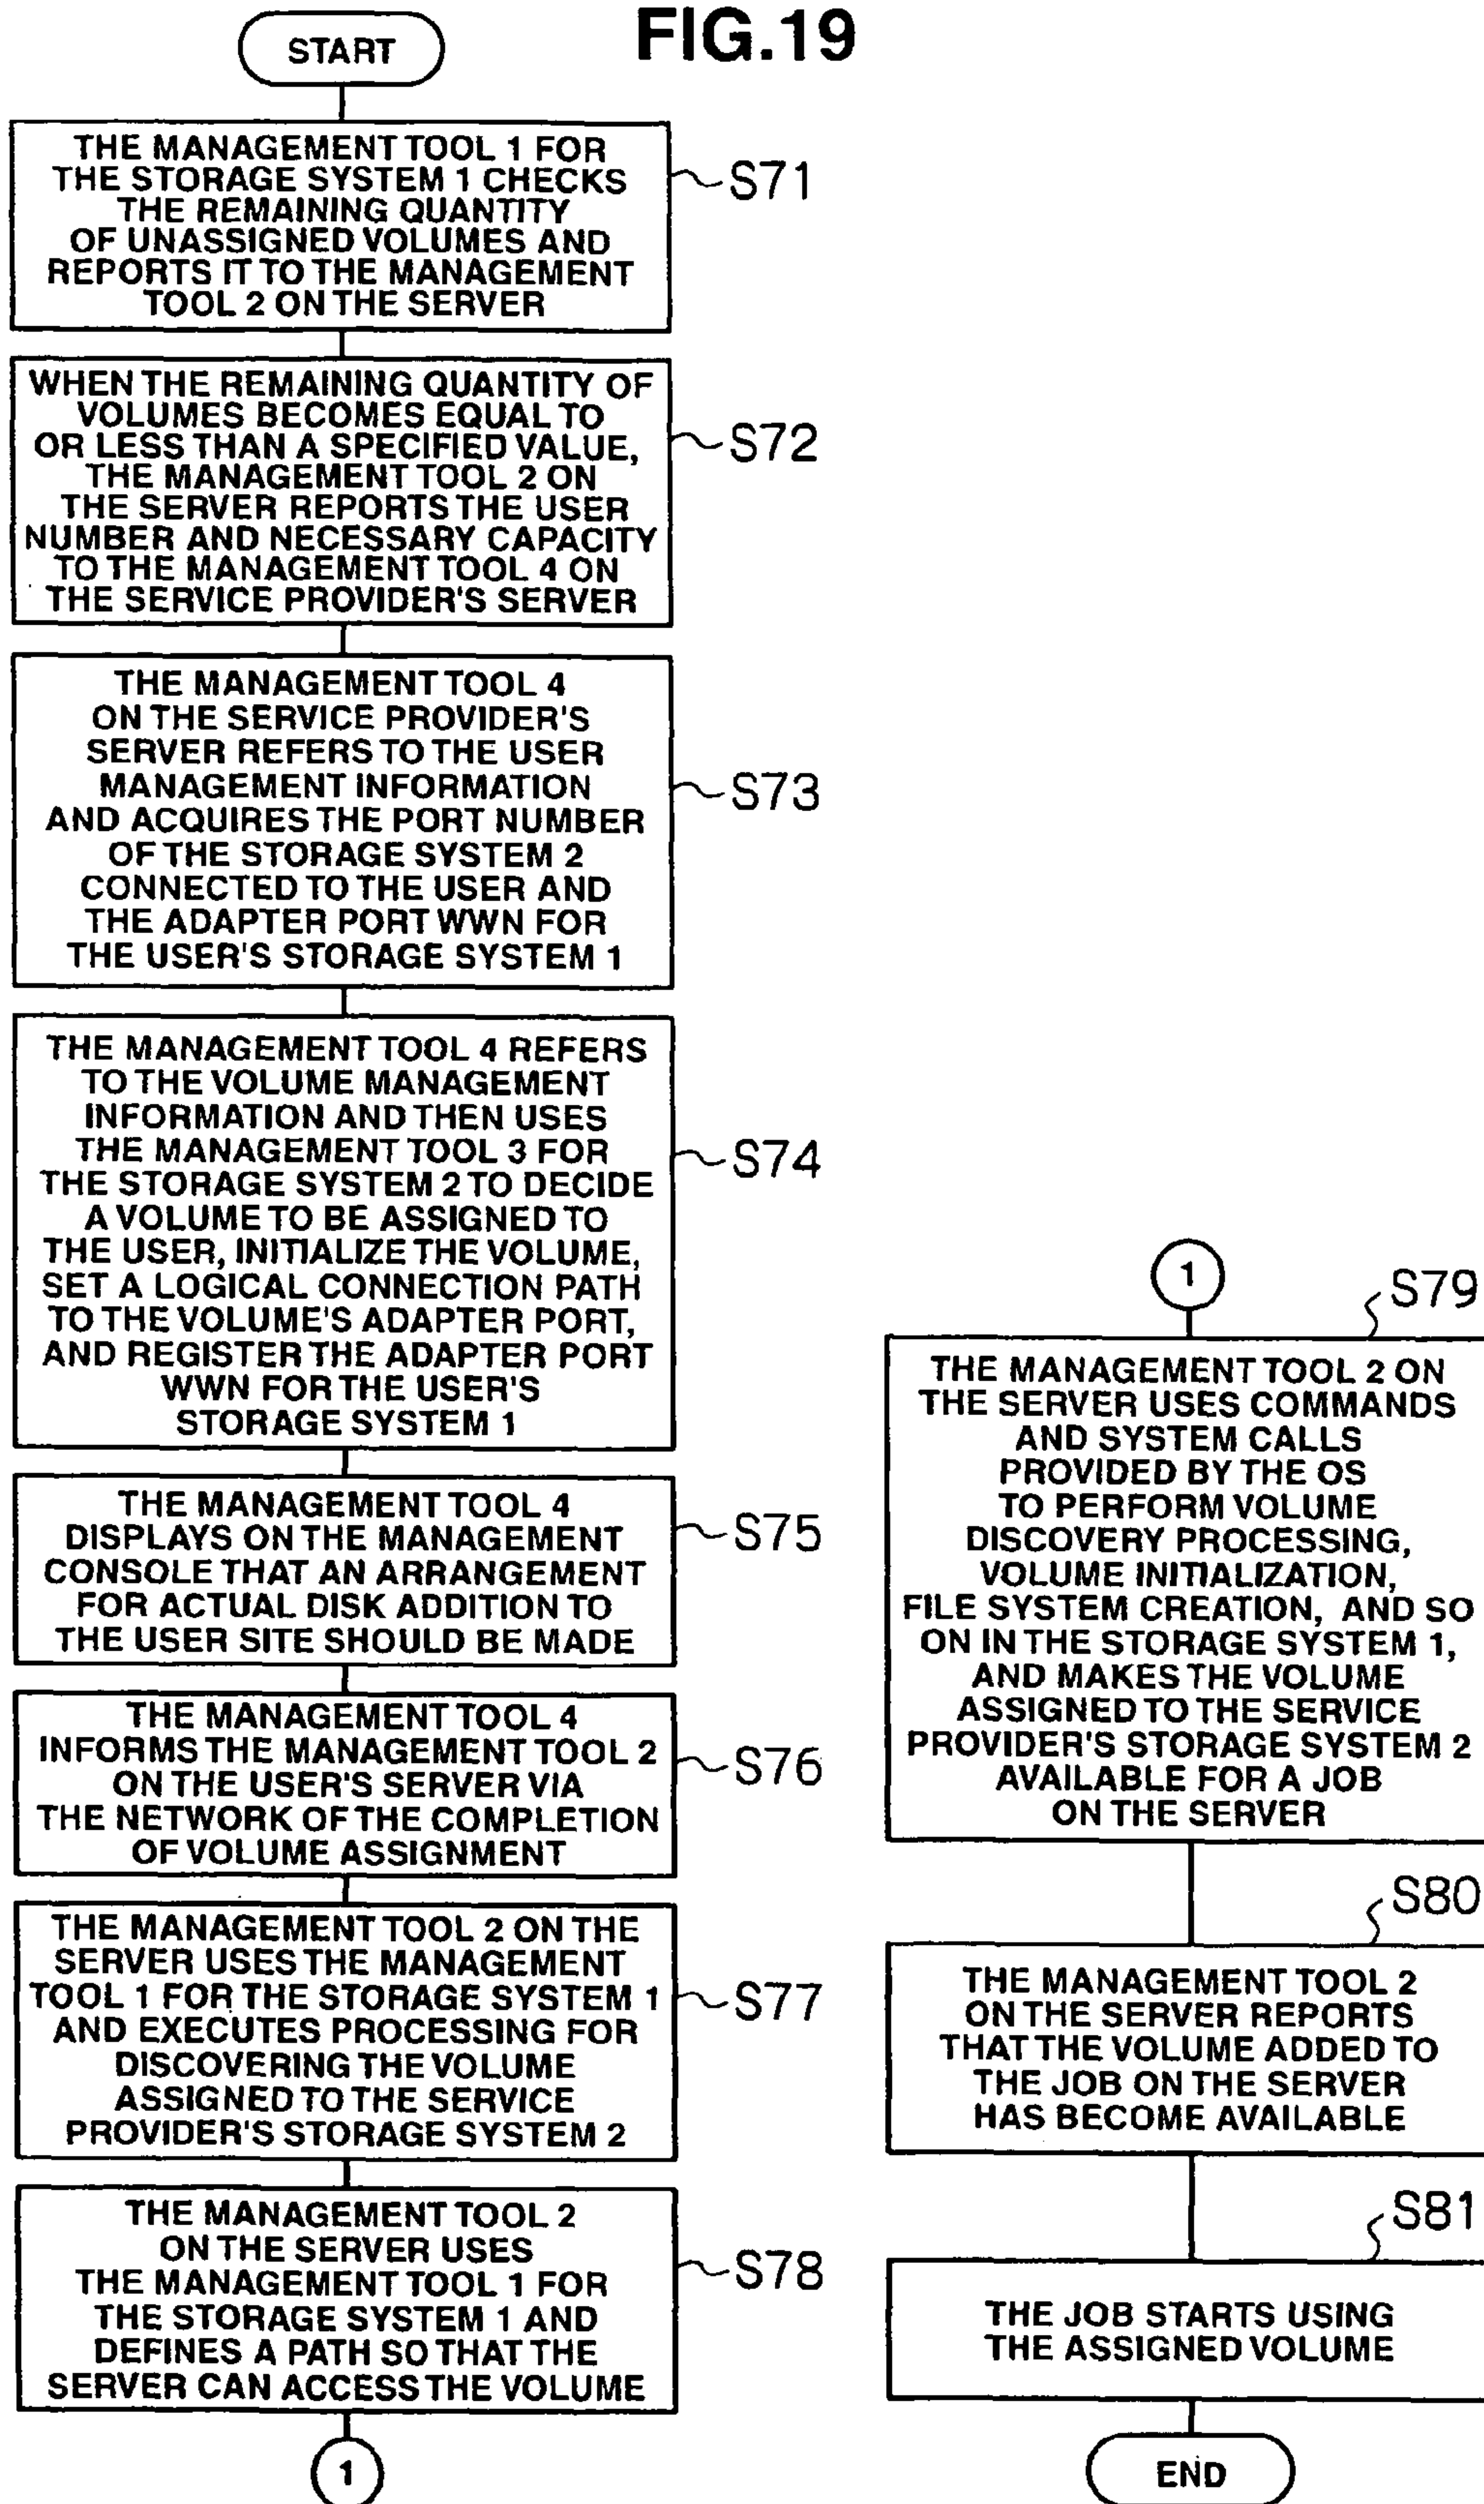 FIG.19
START
THE MANAGEMENT TOOL 1 FOR
THE STORAGE SYSTEM 1 CHECKS
THE REMAINING QUANTITY
OF UNASSIGNED VOLUMES AND
REPORTS IT TO THE MANAGEMENT
TOOL 2 ON THE SERVER
S71
WHEN THE REMAINING QUANTITY OF
VOLUMES BECOMES EQUAL TO
OR LESS THAN A SPECIFIED VALUE,
THE MANAGEMENT TOOL 2 ON
THE SERVER REPORTS THE USER
NUMBER AND NECESSARY CAPACITY
TO THE MANAGEMENT TOOL 4 ON
THE SERVICE PROVIDER'S SERVER
S72
THE MANAGEMENT TOOL 4
ON THE SERVICE PROVIDER'S
SERVER REFERS TO THE USER
MANAGEMENT INFORMATION
AND ACQUIRES THE PORT NUMBER
OF THE STORAGE SYSTEM 2
CONNECTED TO THE USER AND
THE ADAPTER PORT WWN FOR
THE USER'S STORAGE SYSTEM 1
S73
THE MANAGEMENT TOOL 4 REFERS
TO THE VOLUME MANAGEMENT
INFORMATION AND THEN USES
THE MANAGEMENT TOOL 3 FOR
THE STORAGE SYSTEM 2 TO DECIDE
A VOLUME TO BE ASSIGNED TO
THE USER, INITIALIZE THE VOLUME,
SET A LOGICAL CONNECTION PATH
TO THE VOLUME'S ADAPTER PORT,
AND REGISTER THE ADAPTER PORT
WWN FOR THE USER'S
STORAGE SYSTEM 1
S74
THE MANAGEMENT TOOL 4
DISPLAYS ON THE MANAGEMENT
CONSOLE THAT AN ARRANGEMENT
FOR ACTUAL DISK ADDITION TO
THE USER SITE SHOULD BE MADE
S75
THE MANAGEMENT TOOL 4
INFORMS THE MANAGEMENT TOOL 2
ON THE USER'S SERVER VIA
THE NETWORK OF THE COMPLETION
OF VOLUME ASSIGNMENT
S76
THE MANAGEMENT TOOL 2 ON THE
SERVER USES THE MANAGEMENT
TOOL 1 FOR THE STORAGE SYSTEM 1
AND EXECUTES PROCESSING FOR
DISCOVERING THE VOLUME
ASSIGNED TO THE SERVICE
PROVIDER'S STORAGE SYSTEM 2
S77
THE MANAGEMENT TOOL 2
ON THE SERVER USES
THE MANAGEMENT TOOL 1 FOR
THE STORAGE SYSTEM 1 AND
DEFINES A PATH SO THAT THE
SERVER CAN ACCESS THE VOLUME
S78
1
1
S79
THE MANAGEMENT TOOL 2 ON
THE SERVER USES COMMANDS
AND SYSTEM CALLS
PROVIDED BY THE OS
TO PERFORM VOLUME
DISCOVERY PROCESSING,
VOLUME INITIALIZATION,
FILE SYSTEM CREATION, AND SO
ON IN THE STORAGE SYSTEM 1,
AND MAKES THE VOLUME
ASSIGNED TO THE SERVICE
PROVIDER'S STORAGE SYSTEM 2
AVAILABLE FOR A JOB
ON THE SERVER
S80
THE MANAGEMENT TOOL 2
ON THE SERVER REPORTS
THAT THE VOLUME ADDED TO
THE JOB ON THE SERVER
HAS BECOME AVAILABLE
S81
THE JOB STARTS USING
THE ASSIGNED VOLUME
END